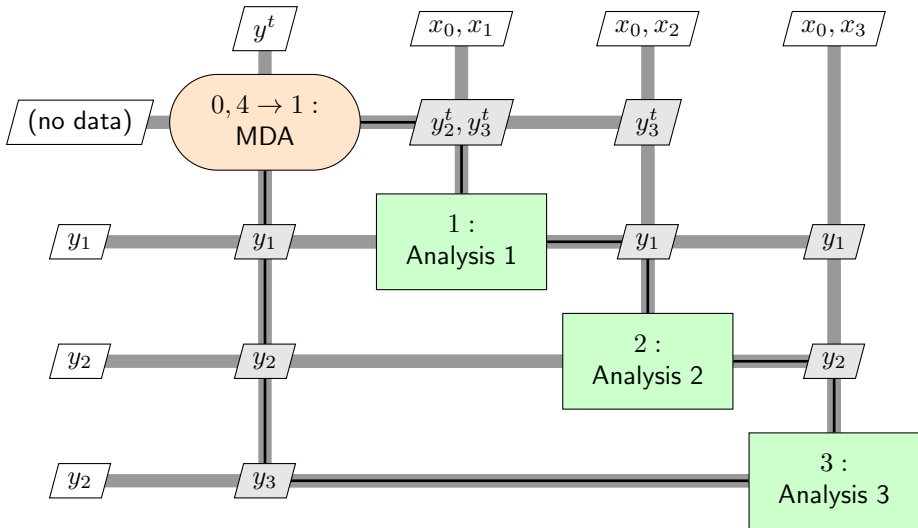 y^t
x_0, x_1
x_0, x_2
x_0, x_3
(no data)
0, 4 → 1 :
MDA
y_2^t, y_3^t
y_3^t
y_1
y_1
1 :
Analysis 1
y_1
y_1
y_2
y_2
2 :
Analysis 2
y_2
y_2
y_3
3 :
Analysis 3